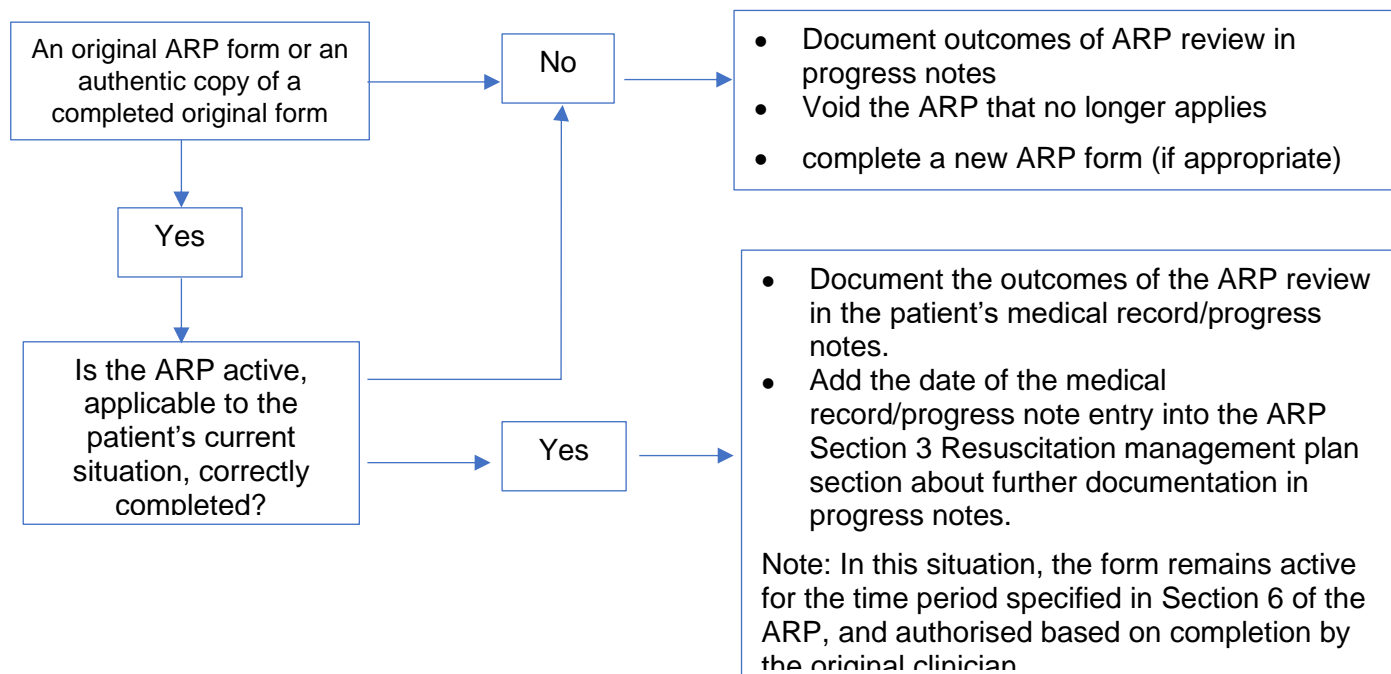 An original ARP form or an
authentic copy of a
completed original form
No
● Document outcomes of ARP review in
progress notes
● Void the ARP that no longer applies
● complete a new ARP form (if appropriate)
Yes
Is the ARP active,
applicable to the
patient’s current
situation, correctly
completed?
Yes
● Document the outcomes of the ARP review
in the patient’s medical record/progress
notes.
● Add the date of the medical
record/progress note entry into the ARP
Section 3 Resuscitation management plan
section about further documentation in
progress notes.
Note: In this situation, the form remains active
for the time period specified in Section 6 of the
ARP, and authorised based on completion by
the original clinician